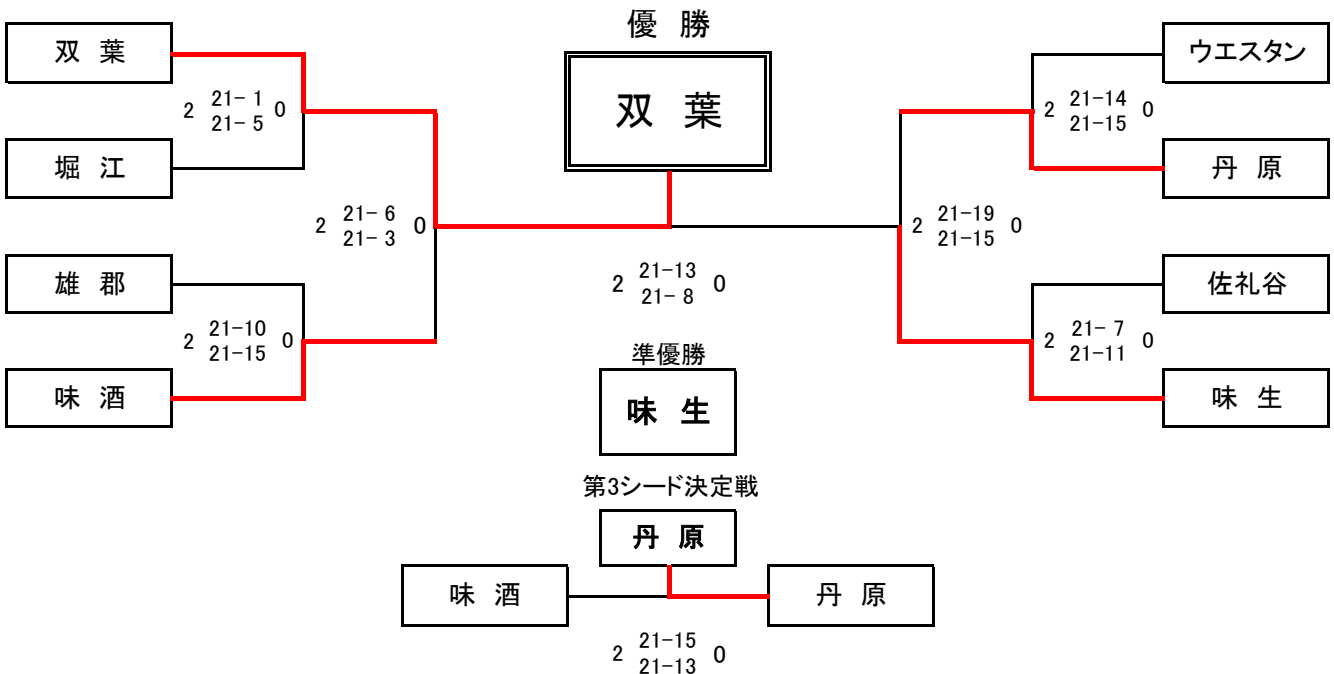 優 勝
双 葉
双 葉
2 21- 1 0
21- 5
堀 江
2 21- 6 0
21- 3
雄 郡
2 21-10 0
21-15
味 酒
ウエスタン
2 21-14 0
21-15
丹 原
2 21-19 0
21-15
佐礼谷
2 21- 7 0
21-11
味 生
2 21-13 0
21- 8
準優勝
味 生
第3シード決定戦
丹 原
味 酒
丹 原
2 21-15 0
21-13